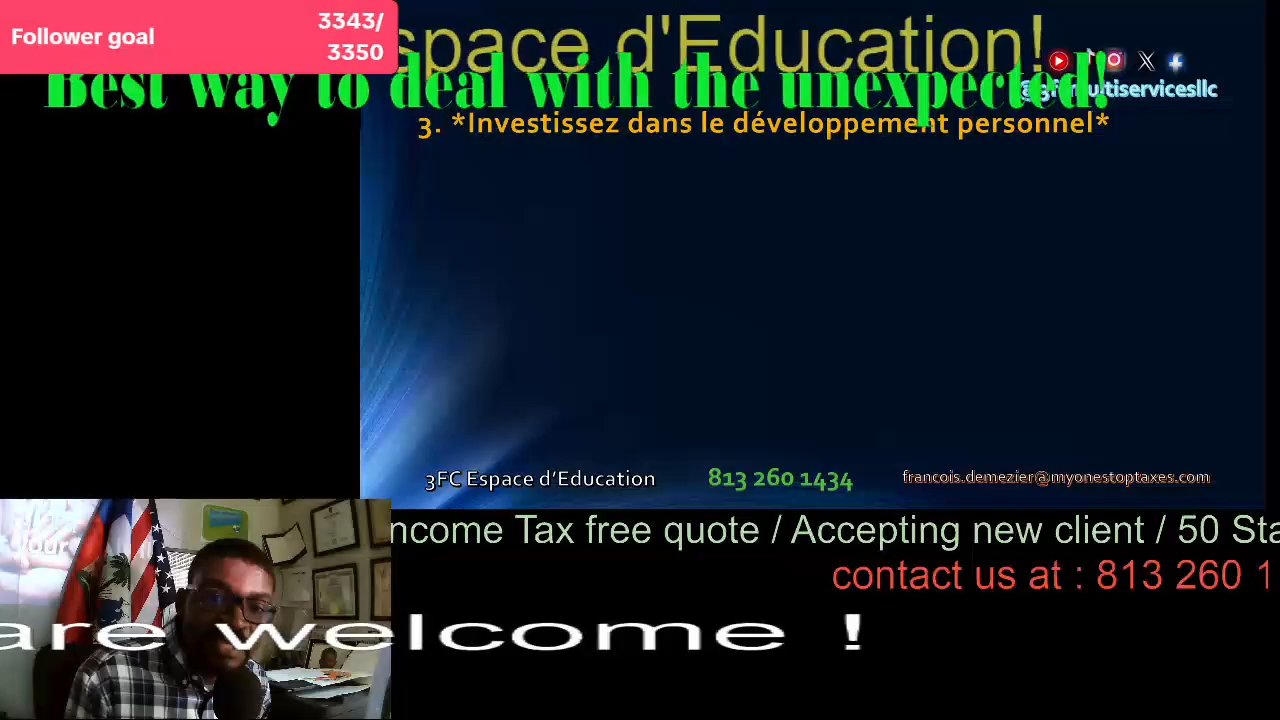 Follower goal
3343/
3350
space d'Education!
Best way to deal with the unexpected!
3. *Investissez dans le développement personnel*
3FC Espace d'Education
813 260 1434
francois.demezier@myonestoptaxes.com
ncome Tax free quote / Accepting new client / 50 Sta
contact us at : 813 260 1
are welcome !